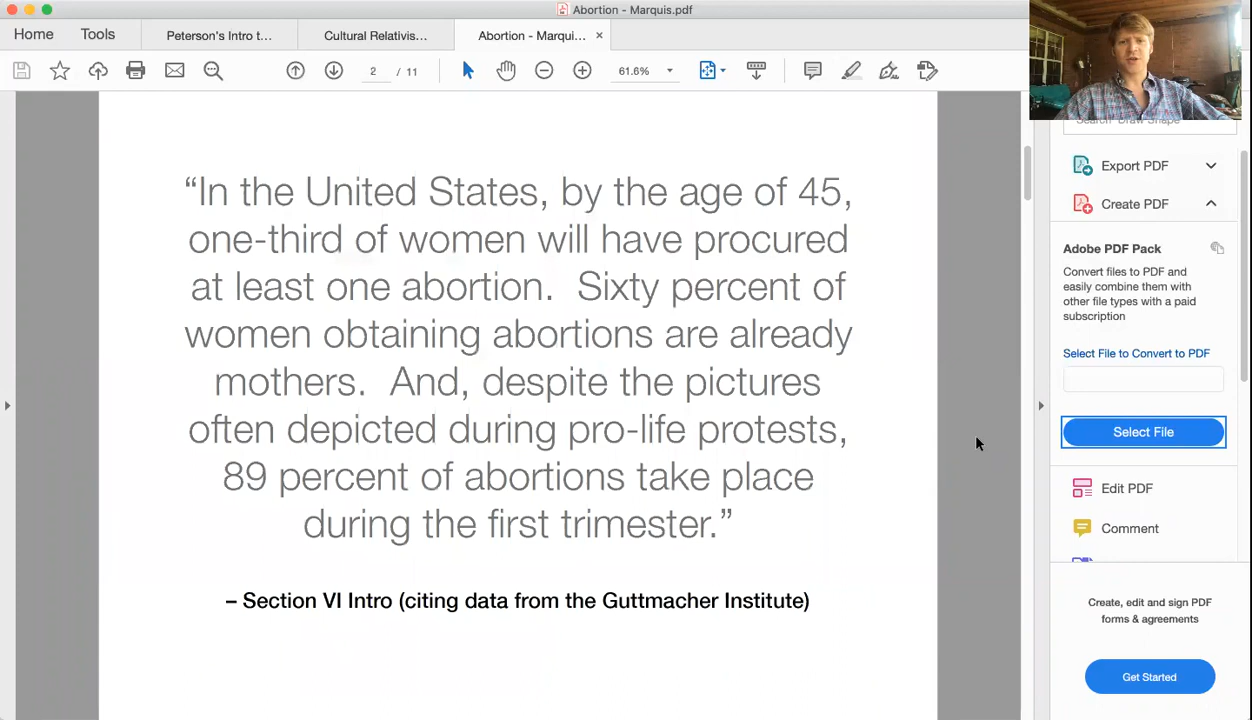 Abortion - Marquis.pdf
Home Tools Peterson's Intro t... Cultural Relativis... Abortion - Marqui... ×
2 / 11 61.6%
Search "Draw Shape"
Export PDF
Create PDF
Adobe PDF Pack
Convert files to PDF and
easily combine them with
other file types with a paid
subscription
Select File to Convert to PDF
Select File
Edit PDF
Comment
Create, edit and sign PDF
forms & agreements
Get Started
“In the United States, by the age of 45,
one-third of women will have procured
at least one abortion. Sixty percent of
women obtaining abortions are already
mothers. And, despite the pictures
often depicted during pro-life protests,
89 percent of abortions take place
during the first trimester.”
– Section VI Intro (citing data from the Guttmacher Institute)